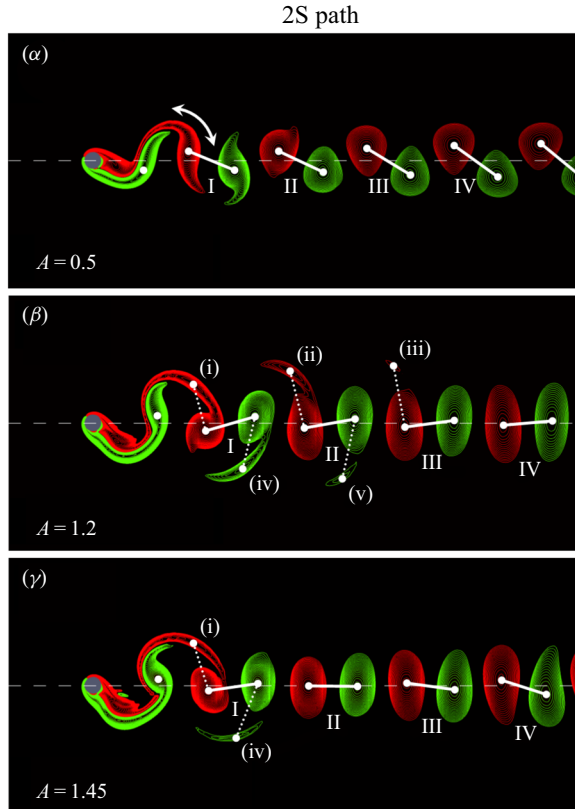 2S path
(α)
I
II
III
IV
A = 0.5
(β)
(i)
(ii)
(iii)
I
II
III
IV
(iv)
(v)
A = 1.2
(γ)
(i)
I
II
III
IV
(iv)
A = 1.45